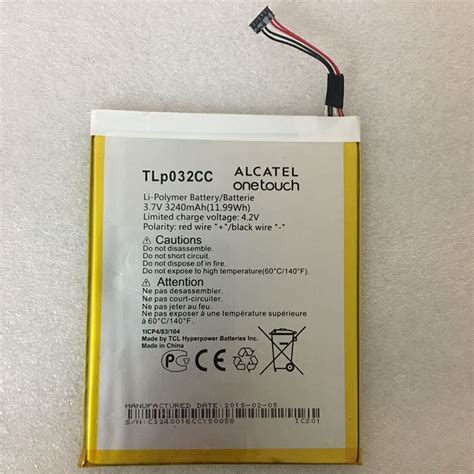 TLp032CC
ALCATEL
onetouch
Li-Polymer Battery/Batterie
3.7V 3240mAh(11.99Wh)
Limited charge voltage: 4.2V
Polarity: red wire "+"/black wire "-"
Cautions
Do not disassemble.
Do not short circuit.
Do not dispose of in fire.
Do not expose to high temperature(60°C/140°F).
Attention
Ne pas desassembler.
Ne pas court-circuiter.
Ne pas jeter au feu.
Ne pas exposer à une température supérieure
à 60°C/140°F.
1ICP4/83/104
Made by TCL Hyperpower Batteries Inc.
Made in China
MANUFACTURED DATE:2015-02-05
S/N:C3240016CCY50058 ICS01